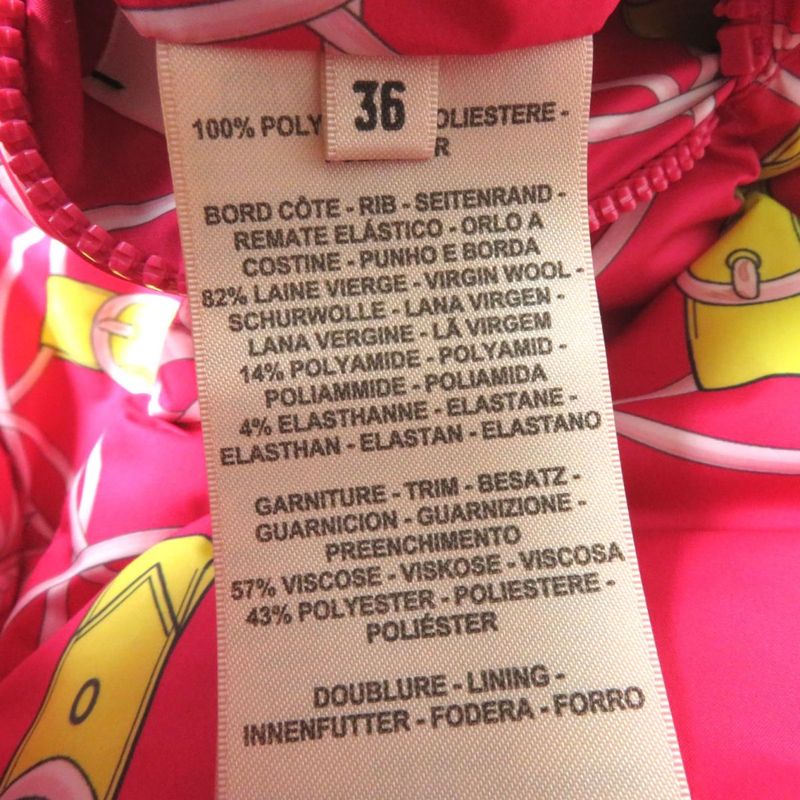 36
100% POLY OLIESTERE -
R
BORD CÔTE - RIB - SEITENRAND -
REMATE ELÁSTICO - ORLO A
COSTINE - PUNHO E BORDA
82% LAINE VIERGE - VIRGIN WOOL -
SCHURWOLLE - LANA VIRGEN -
LANA VERGINE - LÃ VIRGEM
14% POLYAMIDE - POLYAMID -
POLIAMMIDE - POLIAMIDA
4% ELASTHANNE - ELASTANE -
ELASTHAN - ELASTAN - ELASTANO
GARNITURE - TRIM - BESATZ -
GUARNICION - GUARNIZIONE -
PREENCHIMENTO
57% VISCOSE - VISKOSE - VISCOSA
43% POLYESTER - POLIESTERE -
POLIÉSTER
DOUBLURE - LINING -
INNENFUTTER - FODERA - FORRO